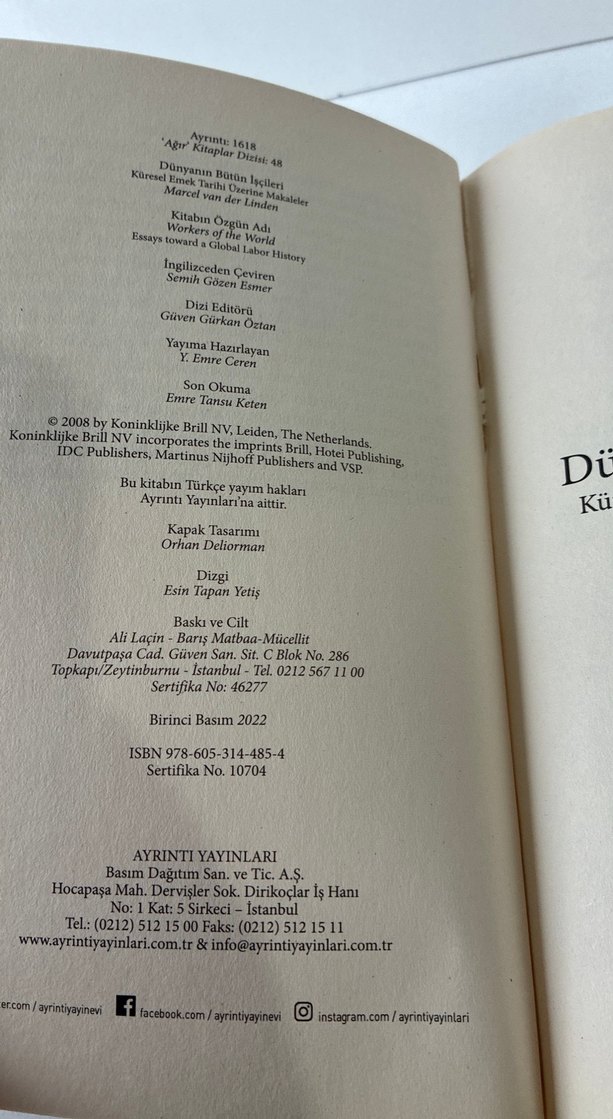 Ayrıntı: 1618
'Ağır' Kitaplar Dizisi: 48
Dünyanın Bütün İşçileri
Küresel Emek Tarihi Üzerine Makaleler
Marcel van der Linden
Kitabın Özgün Adı
Workers of the World
Essays toward a Global Labor History
İngilizceden Çeviren
Semih Gözen Esmer
Dizi Editörü
Güven Gürkan Öztan
Yayıma Hazırlayan
Y. Emre Ceren
Son Okuma
Emre Tansu Keten
© 2008 by Koninklijke Brill NV, Leiden, The Netherlands.
Koninklijke Brill NV incorporates the imprints Brill, Hotei Publishing,
IDC Publishers, Martinus Nijhoff Publishers and VSP.
Bu kitabın Türkçe yayım hakları
Ayrıntı Yayınları'na aittir.
Kapak Tasarımı
Orhan Deliorman
Dizgi
Esin Tapan Yetiş
Baskı ve Cilt
Ali Laçin - Barış Matbaa-Mücellit
Davutpaşa Cad. Güven San. Sit. C Blok No. 286
Topkapı/Zeytinburnu - İstanbul - Tel. 0212 567 11 00
Sertifika No: 46277
Birinci Basım 2022
ISBN 978-605-314-485-4
Sertifika No. 10704
AYRINTI YAYINLARI
Basım Dağıtım San. ve Tic. A.Ş.
Hocapaşa Mah. Dervişler Sok. Dirikoçlar İş Hanı
No: 1 Kat: 5 Sirkeci – İstanbul
Tel.: (0212) 512 15 00 Faks: (0212) 512 15 11
www.ayrintiyayinlari.com.tr & info@ayrintiyayinlari.com.tr
ter.com / ayrintiyayinevi facebook.com / ayrintiyayinevi instagram.com / ayrintiyayinlari
Dü
Kü